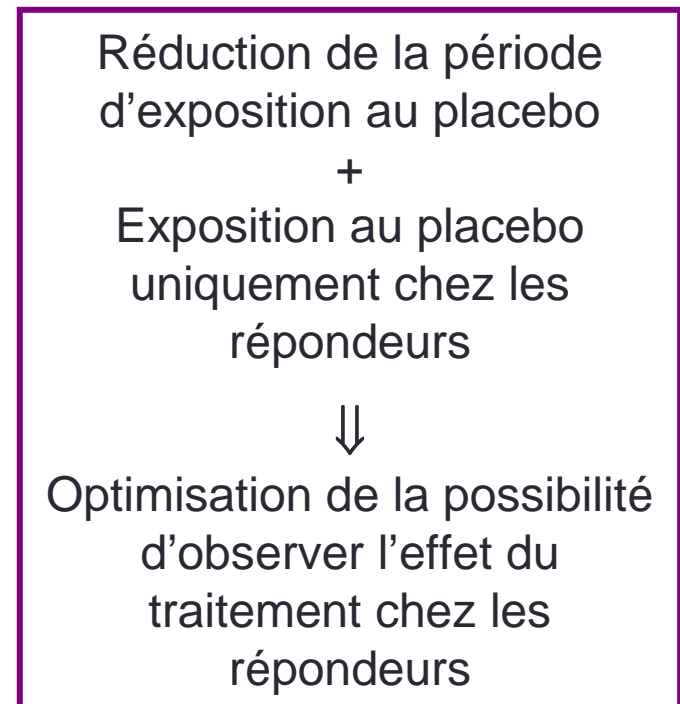 Réduction de la période
d’exposition au placebo
+
Exposition au placebo
uniquement chez les
répondeurs
⇓
Optimisation de la possibilité
d’observer l’effet du
traitement chez les
répondeurs